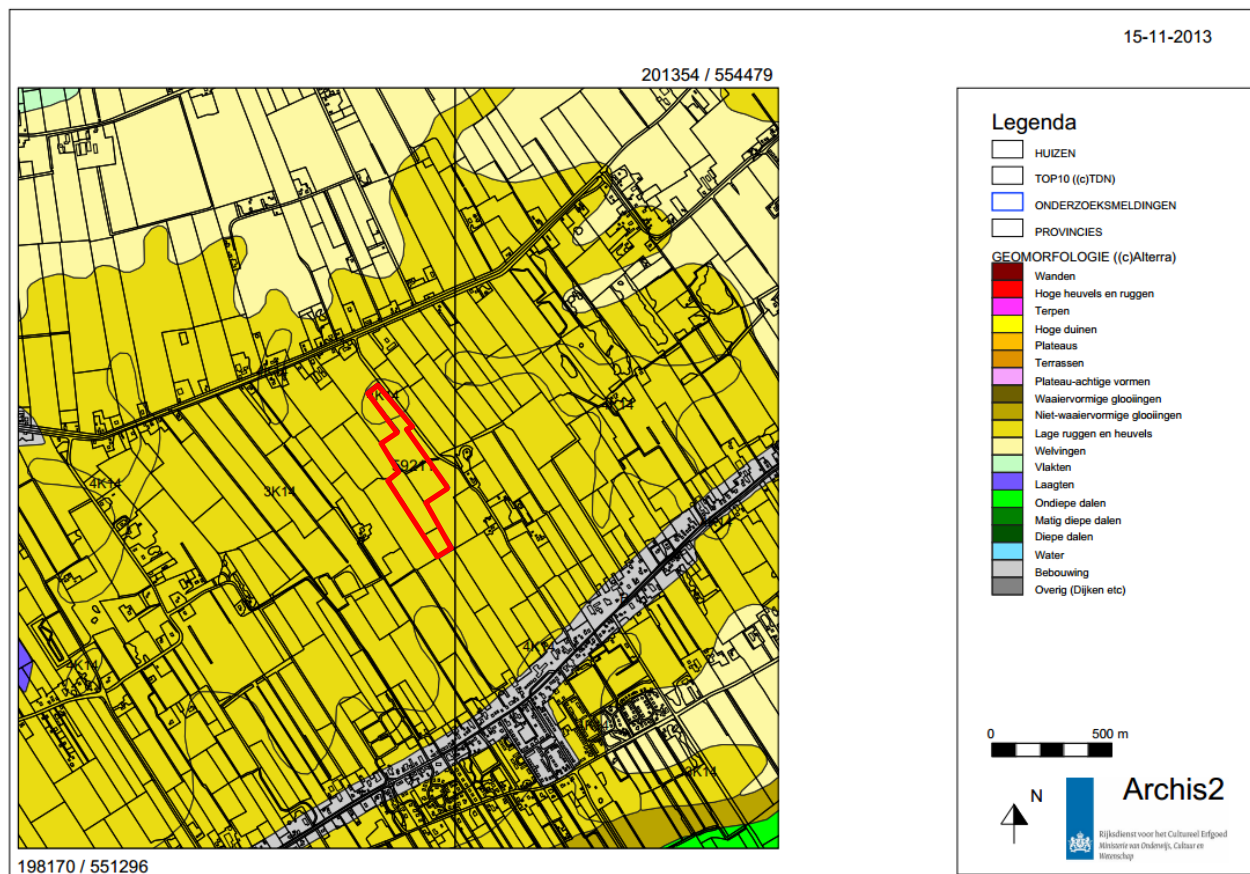 15-11-2013
201354 / 554479
Legenda
HUIZEN
TOP10 ((c)TDN)
ONDERZOEKSMELDINGEN
PROVINCIES
GEOMORFOLOGIE ((c)Alterra)
Wanden
Hoge heuvels en ruggen
Terpen
Hoge duinen
Plateaus
Terrassen
Plateau-achtige vormen
Waaiervormige glooiingen
Niet-waaiervormige glooiingen
Lage ruggen en heuvels
Welvingen
Vlakten
Laagten
Ondiepe dalen
Matig diepe dalen
Diepe dalen
Water
Bebouwing
Overig (Dijken etc)
4K14
3K14
4K14
4K14
0 500 m
N
Archis2
Rijksdienst voor het Cultureel Erfgoed
Ministerie van Onderwijs, Cultuur en
Wetenschap
198170 / 551296